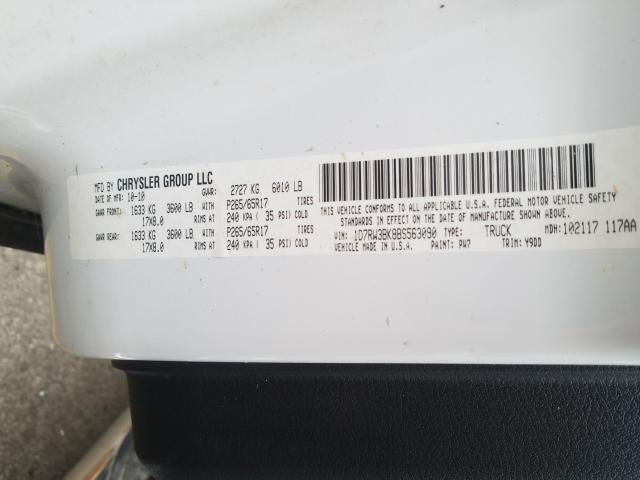 MFD BY CHRYSLER GROUP LLC
DATE OF MFR: 10-10 GVWR: 2727 KG 6010 LB
GAWR FRONT: 1633 KG 3600 LB WITH P265/65R17 TIRES
17X8.0 RIMS AT 240 KPA ( 35 PSI) COLD
GAWR REAR: 1633 KG 3600 LB WITH P265/65R17 TIRES
17X8.0 RIMS AT 240 KPA ( 35 PSI) COLD
THIS VEHICLE CONFORMS TO ALL APPLICABLE U.S.A. FEDERAL MOTOR VEHICLE SAFETY
STANDARDS IN EFFECT ON THE DATE OF MANUFACTURE SHOWN ABOVE.
VIN: 1D7RW3BK8BS563090 TYPE: TRUCK MDH: 102117 117AA
VEHICLE MADE IN U.S.A. PAINT: PW7 TRIM: Y9DD